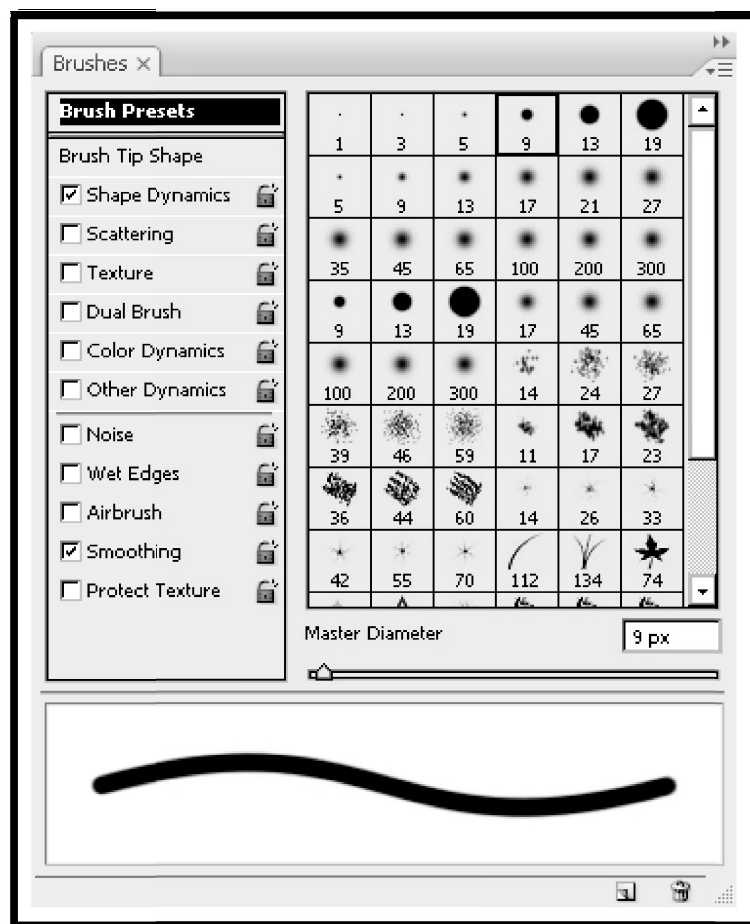 Brushes
Brush Presets
Brush Tip Shape
Shape Dynamics
Scattering
Texture
Dual Brush
Color Dynamics
Other Dynamics
Noise
Wet Edges
Airbrush
Smoothing
Protect Texture
1 3 5 9 13 19
5 9 13 17 21 27
35 45 65 100 200 300
9 13 19 17 45 65
100 200 300 14 24 27
39 46 59 11 17 23
36 44 60 14 26 33
42 55 70 112 134 74
Master Diameter
9 px